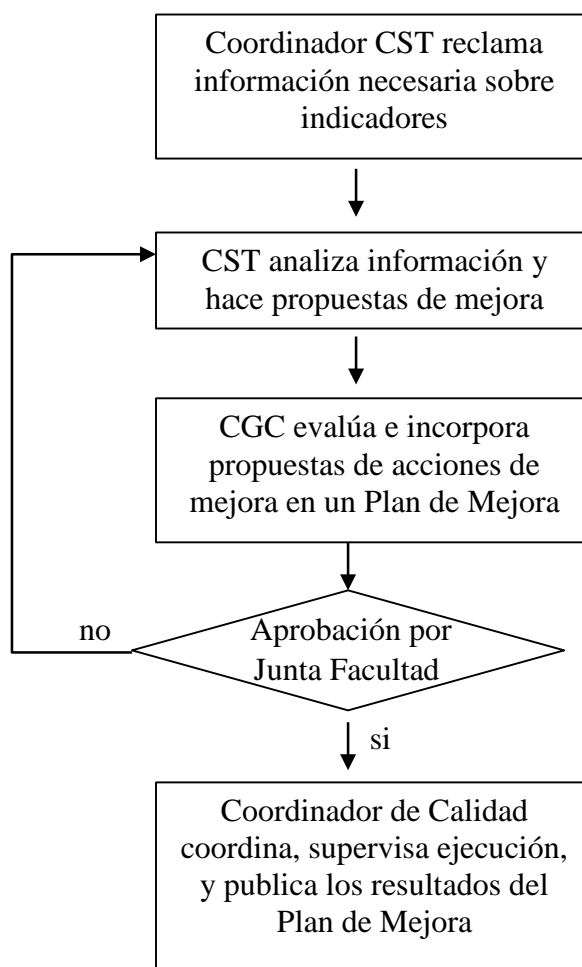 Coordinador CST reclama
información necesaria sobre
indicadores
CST analiza información y
hace propuestas de mejora
CGC evalúa e incorpora
propuestas de acciones de
mejora en un Plan de Mejora
no
Aprobación por
Junta Facultad
si
Coordinador de Calidad
coordina, supervisa ejecución,
y publica los resultados del
Plan de Mejora